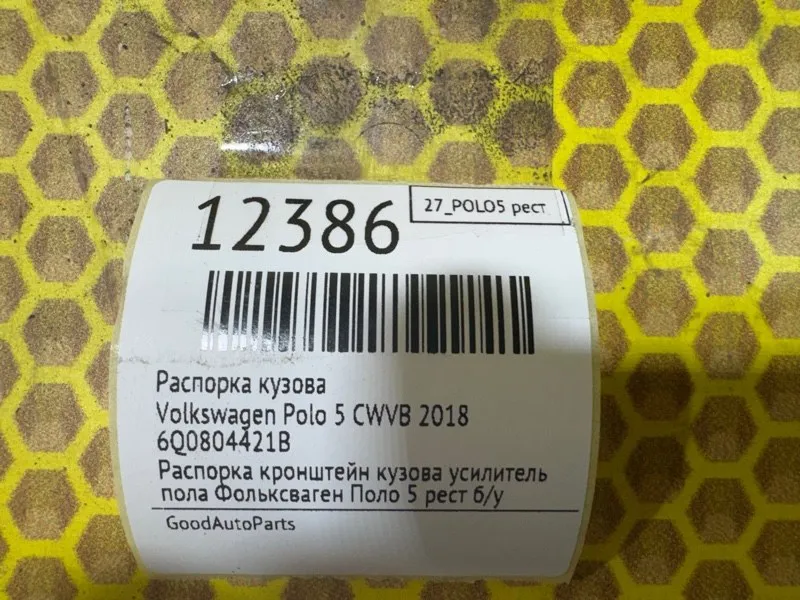 12386
27_POLO5 рест
Распорка кузова
Volkswagen Polo 5 CWVB 2018
6Q0804421B
Распорка кронштейн кузова усилитель
пола Фольксваген Поло 5 рест б/у
GoodAutoParts